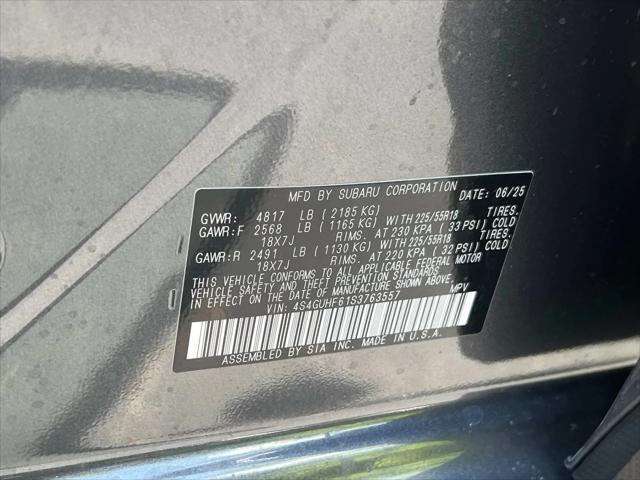 MFD BY SUBARU CORPORATION DATE: 06/25
GVWR: 4817 LB ( 2185 KG)
GAWR:F 2568 LB ( 1165 KG) WITH 225/55R18 TIRES.
18X7J RIMS. AT 230 KPA ( 33 PSI) COLD
GAWR:R 2491 LB ( 1130 KG) WITH 225/55R18 TIRES.
18X7J RIMS. AT 220 KPA ( 32 PSI) COLD
THIS VEHICLE CONFORMS TO ALL APPLICABLE FEDERAL MOTOR
VEHICLE SAFETY AND THEFT PREVENTION STANDARDS
IN EFFECT ON THE DATE OF MANUFACTURE SHOWN ABOVE.
VIN: 4S4GUHF61S3763557 MPV
ASSEMBLED BY SIA INC. MADE IN U.S.A.